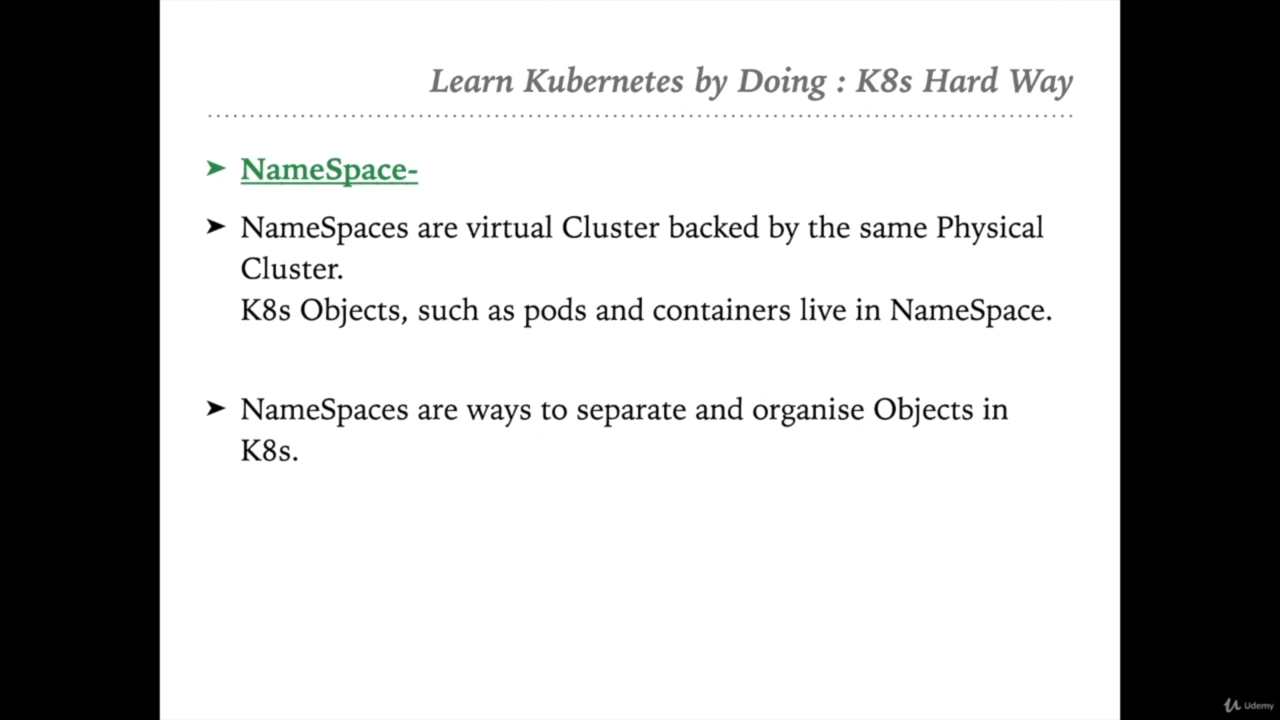 Learn Kubernetes by Doing : K8s Hard Way
➤ NameSpace-
➤ NameSpaces are virtual Cluster backed by the same Physical
Cluster.
K8s Objects, such as pods and containers live in NameSpace.
➤ NameSpaces are ways to separate and organise Objects in
K8s.
Udemy